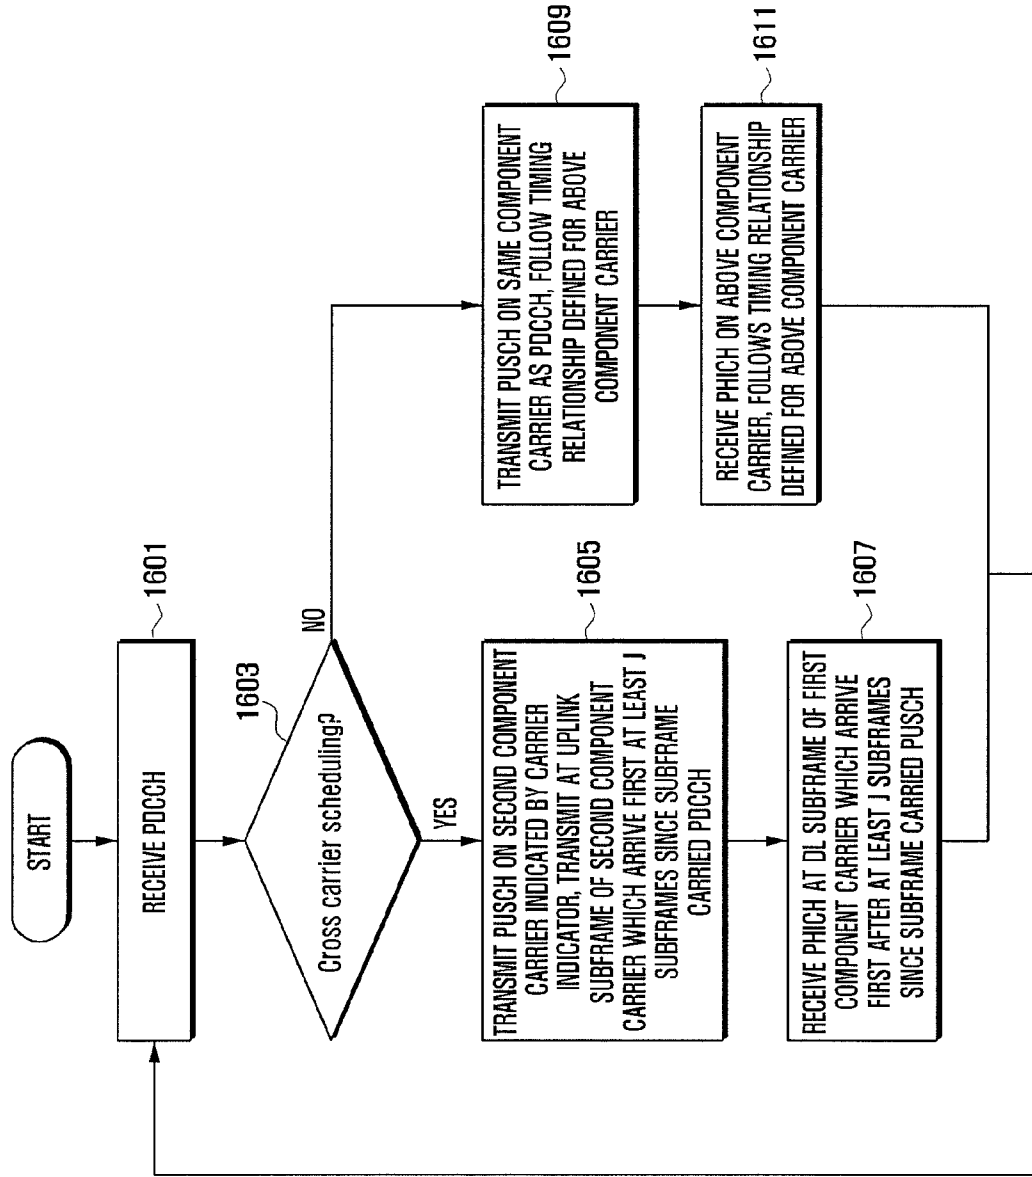 START
1601
RECEIVE PDCCH
1603
Cross carrier scheduling?
NO
YES
1605
TRANSMIT PUSCH ON SECOND COMPONENT
CARRIER INDICATED BY CARRIER
INDICATOR, TRANSMIT AT UPLINK
SUBFRAME OF SECOND COMPONENT
CARRIER WHICH ARRIVE FIRST AT LEAST J
SUBFRAMES SINCE SUBFRAME
CARRIED PDCCH
1607
RECEIVE PHICH AT DL SUBFRAME OF FIRST
COMPONENT CARRIER WHICH ARRIVE
FIRST AFTER AT LEAST J SUBFRAMES
SINCE SUBFRAME CARRIED PUSCH
1609
TRANSMIT PUSCH ON SAME COMPONENT
CARRIER AS PDCCH, FOLLOW TIMING
RELATIONSHIP DEFINED FOR ABOVE
COMPONENT CARRIER
1611
RECEIVE PHICH ON ABOVE COMPONENT
CARRIER, FOLLOWS TIMING RELATIONSHIP
DEFINED FOR ABOVE COMPONENT CARRIER